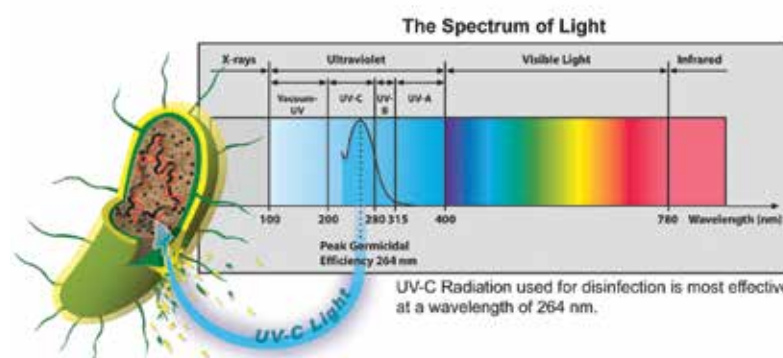 The Spectrum of Light
X-rays Ultraviolet Visible Light Infrared
Vacuum-
UV
UV-C
UV-
B
UV-A
100 200 280 315 400 780 Wavelength (nm)
Peak Germicidal
Efficiency 264 nm
UV-C Light
UV-C Radiation used for disinfection is most effective
at a wavelength of 264 nm.